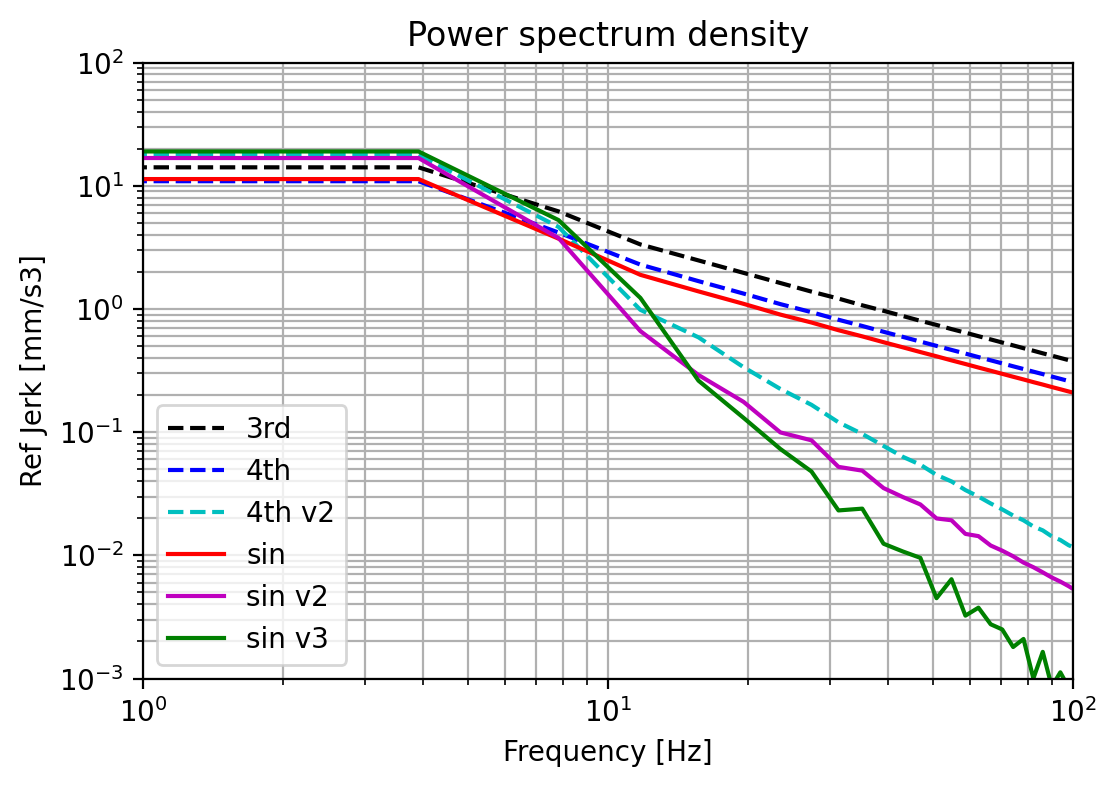 Power spectrum density
10²
10¹
10⁰
10⁻¹
10⁻²
10⁻³
Ref Jerk [mm/s3]
3rd
4th
4th v2
sin
sin v2
sin v3
10⁰ 10¹ 10²
Frequency [Hz]